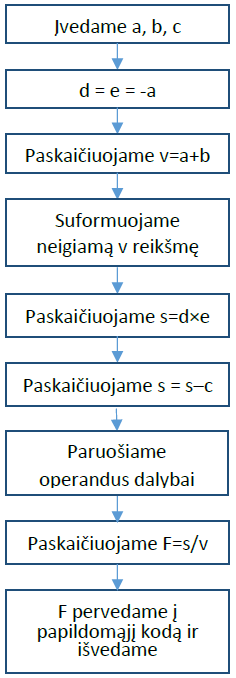 Įvedame a, b, c
d = e = -a
Paskaičiuojame v=a+b
Suformuojame
neigiamą v reikšmę
Paskaičiuojame s=d×e
Paskaičiuojame s = s–c
Paruošiame
operandus dalybai
Paskaičiuojame F=s/v
F pervedame į
papildomąjį kodą ir
išvedame